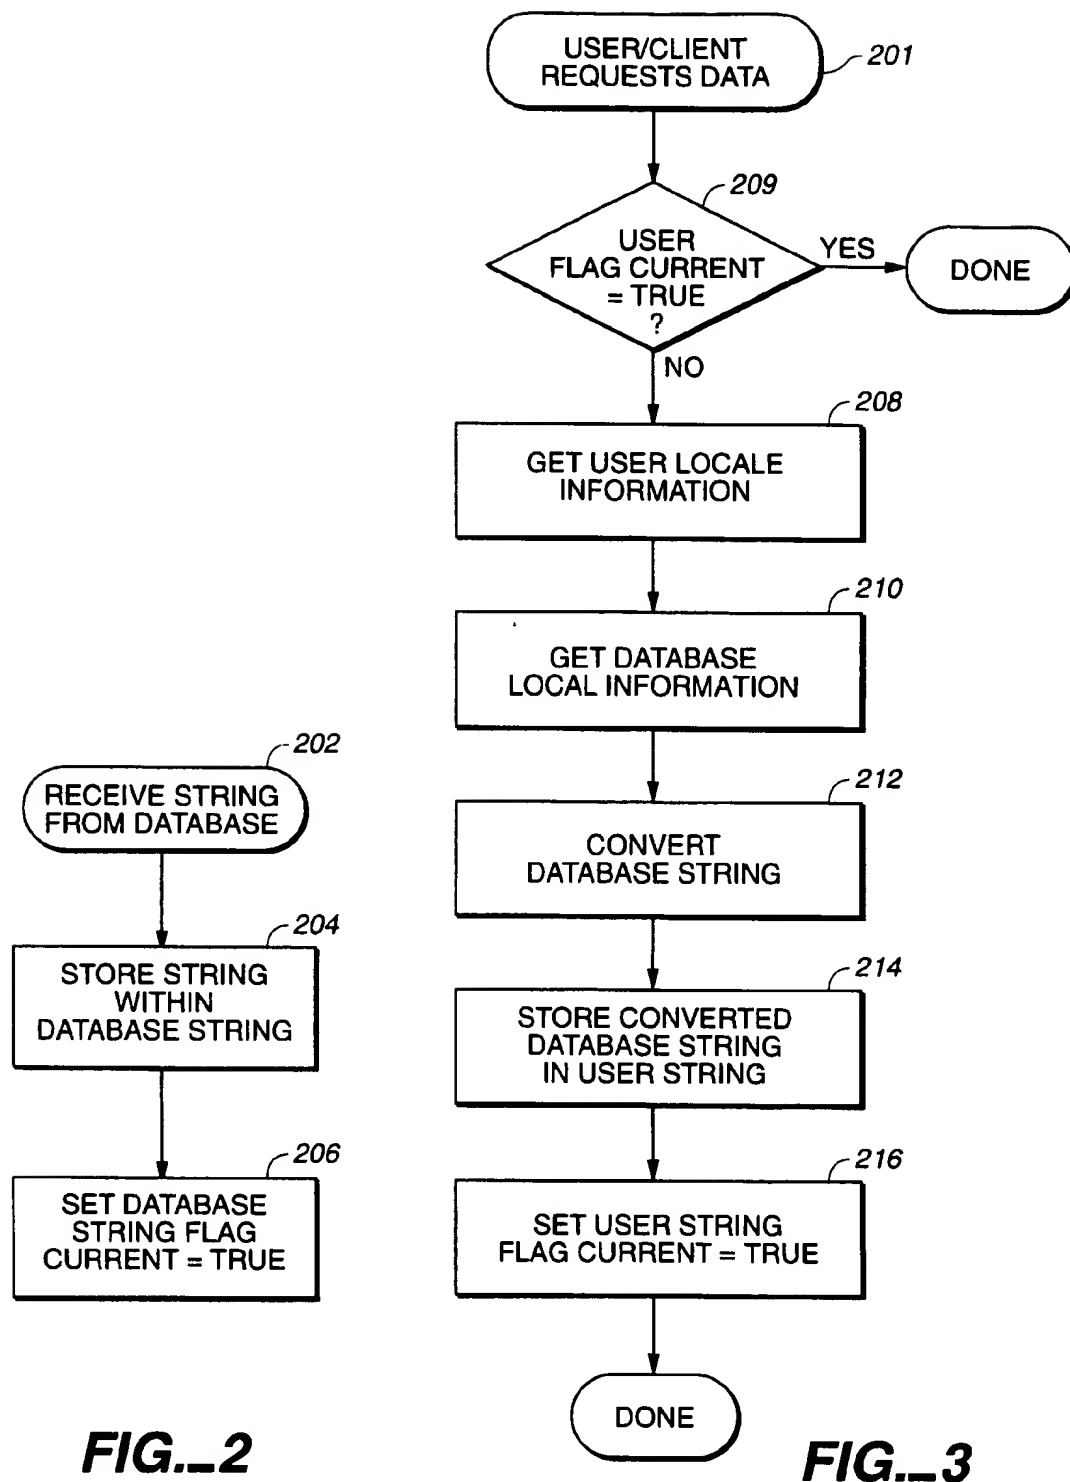 USER/CLIENT
REQUESTS DATA
201
209
USER
FLAG CURRENT
= TRUE
?
YES
DONE
NO
208
GET USER LOCALE
INFORMATION
210
GET DATABASE
LOCAL INFORMATION
212
CONVERT
DATABASE STRING
214
STORE CONVERTED
DATABASE STRING
IN USER STRING
216
SET USER STRING
FLAG CURRENT = TRUE
DONE
FIG._3
202
RECEIVE STRING
FROM DATABASE
204
STORE STRING
WITHIN
DATABASE STRING
206
SET DATABASE
STRING FLAG
CURRENT = TRUE
FIG._2